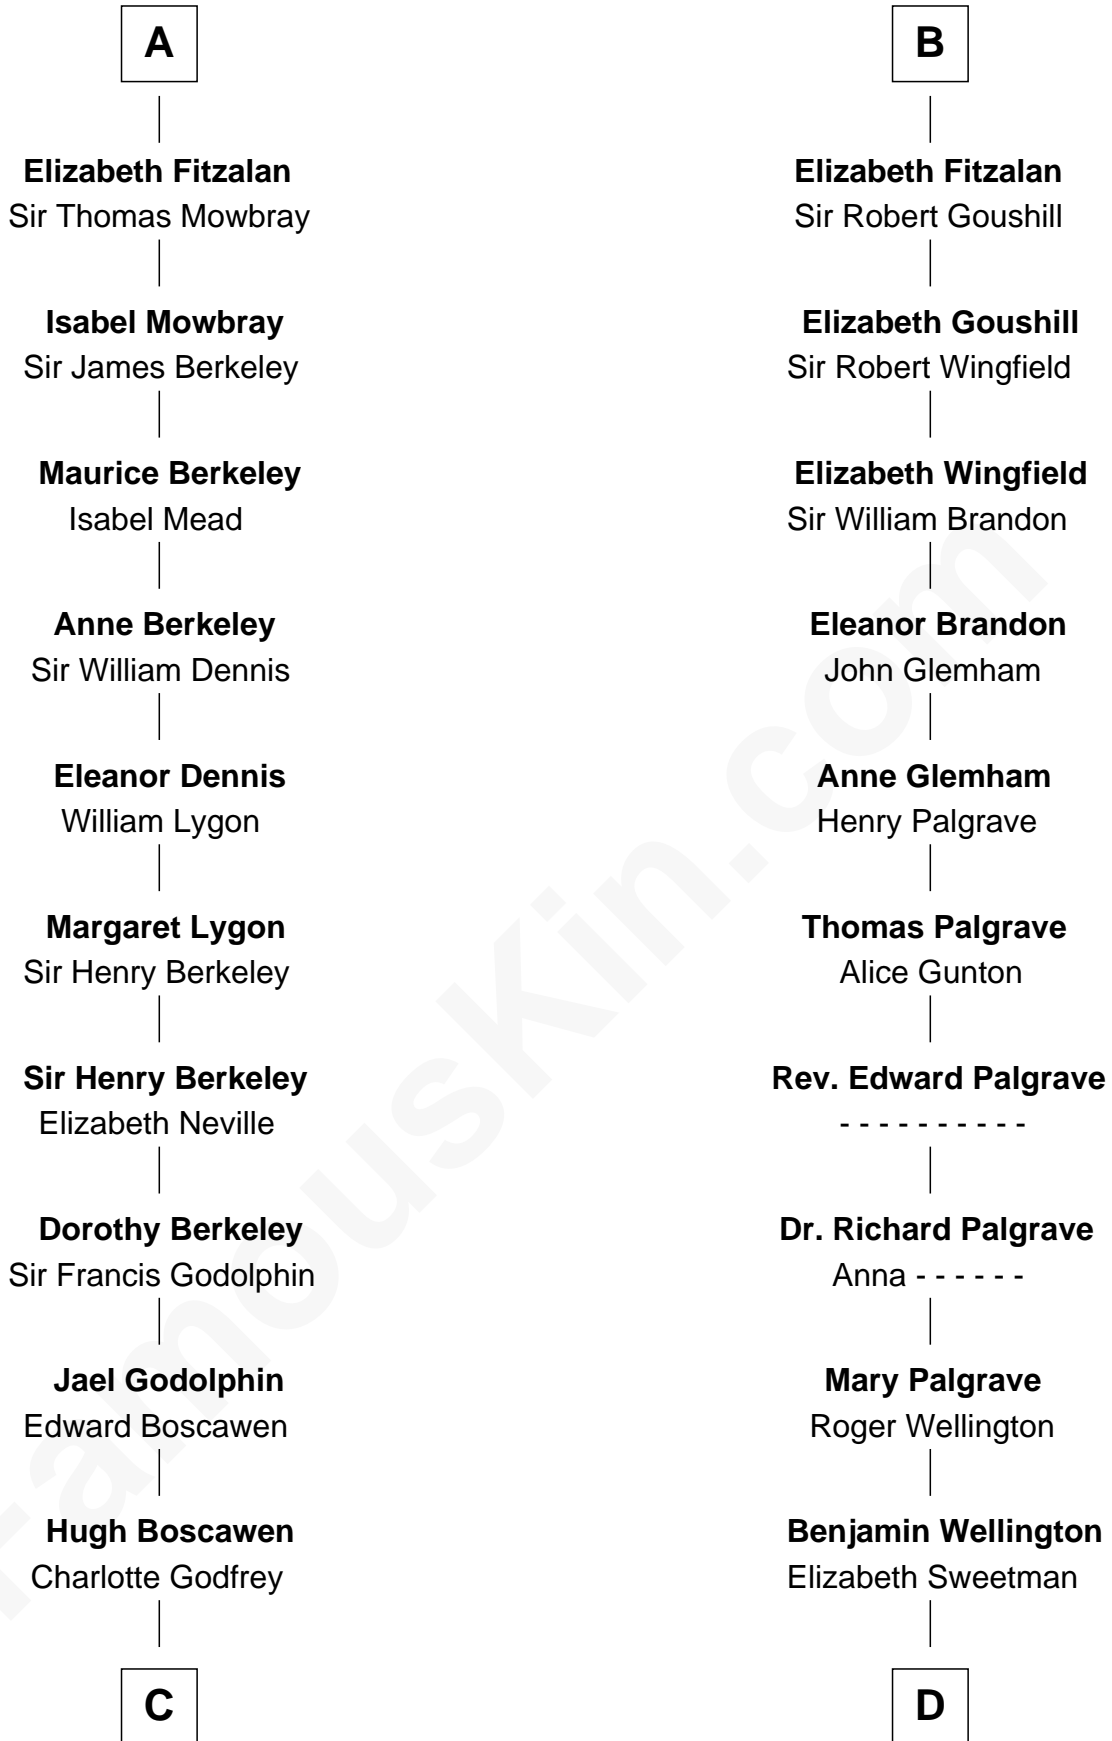 A
Elizabeth Fitzalan
Sir Thomas Mowbray
Isabel Mowbray
Sir James Berkeley
Maurice Berkeley
Isabel Mead
Anne Berkeley
Sir William Dennis
Eleanor Dennis
William Lygon
Margaret Lygon
Sir Henry Berkeley
Sir Henry Berkeley
Elizabeth Neville
Dorothy Berkeley
Sir Francis Godolphin
Jael Godolphin
Edward Boscawen
Hugh Boscawen
Charlotte Godfrey
C
B
Elizabeth Fitzalan
Sir Robert Goushill
Elizabeth Goushill
Sir Robert Wingfield
Elizabeth Wingfield
Sir William Brandon
Eleanor Brandon
John Glemham
Anne Glemham
Henry Palgrave
Thomas Palgrave
Alice Gunton
Rev. Edward Palgrave
- - - - - - - - - -
Dr. Richard Palgrave
Anna - - - - - -
Mary Palgrave
Roger Wellington
Benjamin Wellington
Elizabeth Sweetman
D
FamousKin.com